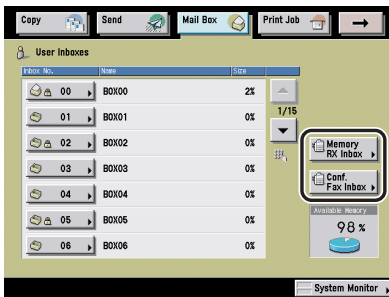 Copy Send Mail Box Print Job
User Inboxes
Inbox No. Name Size
00 BOX00 2%
1/15
01 BOX01 0%
02 BOX02 0%
Memory
RX Inbox
03 BOX03 0%
Conf.
Fax Inbox
04 BOX04 0%
Available Memory
05 BOX05 0%
98 %
06 BOX06 0%
System Monitor